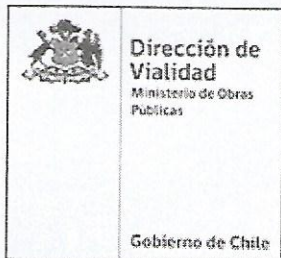 Dirección de
Vialidad
Ministerio de Obras
Públicas
Gobierno de Chile